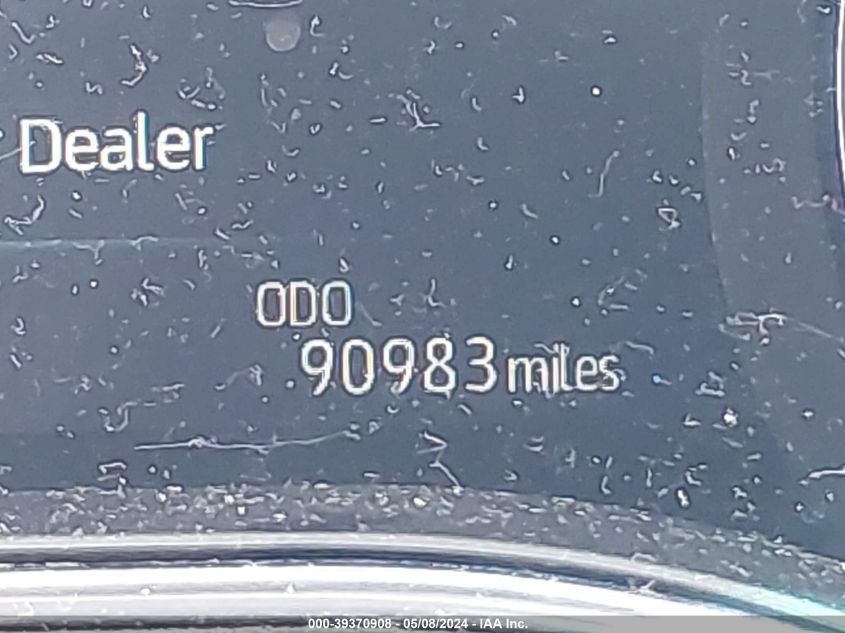 Dealer
ODO
90983 miles
000-39370908 - 05/08/2024 - IAA Inc.